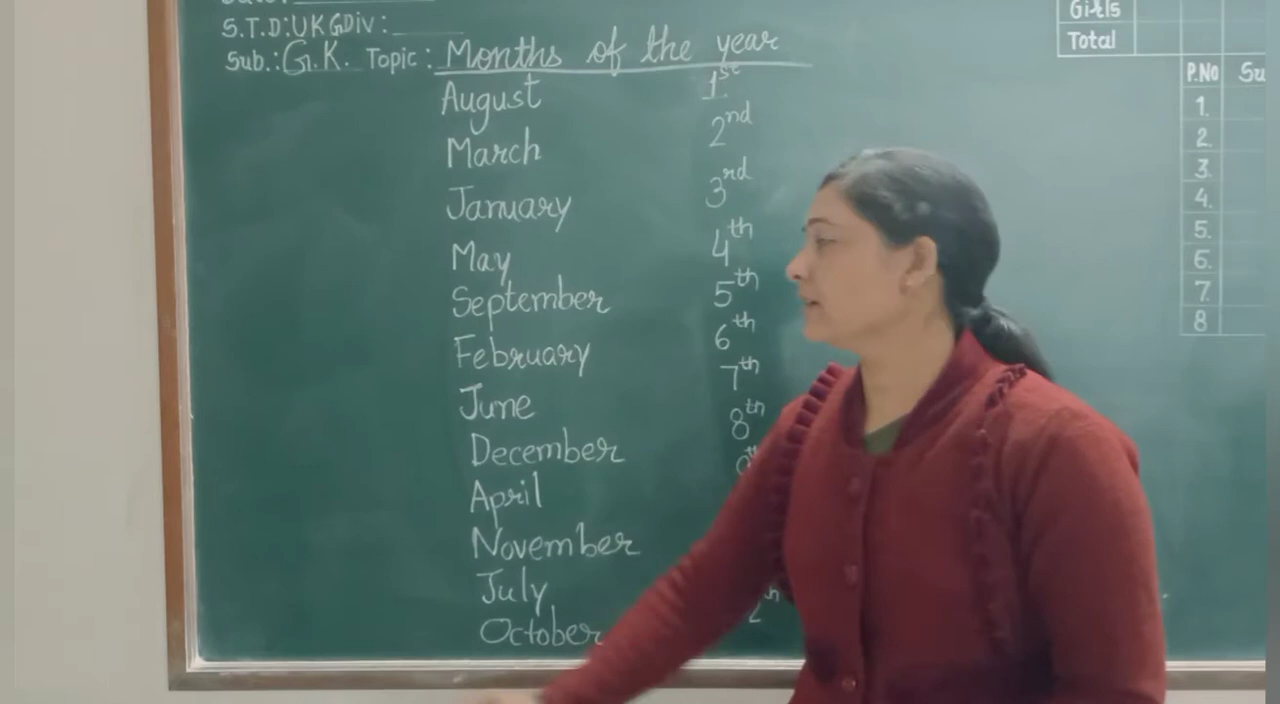 S.T.D:UKG Div:
Sub.: G.K. Topic: Months of the year
August 1st
March 2nd
January 3rd
May 4th
September 5th
February 6th
June 7th
December 8th
April
November
July
October
Girls
Total
P.No
1.
2.
3.
4.
5.
6.
7.
8